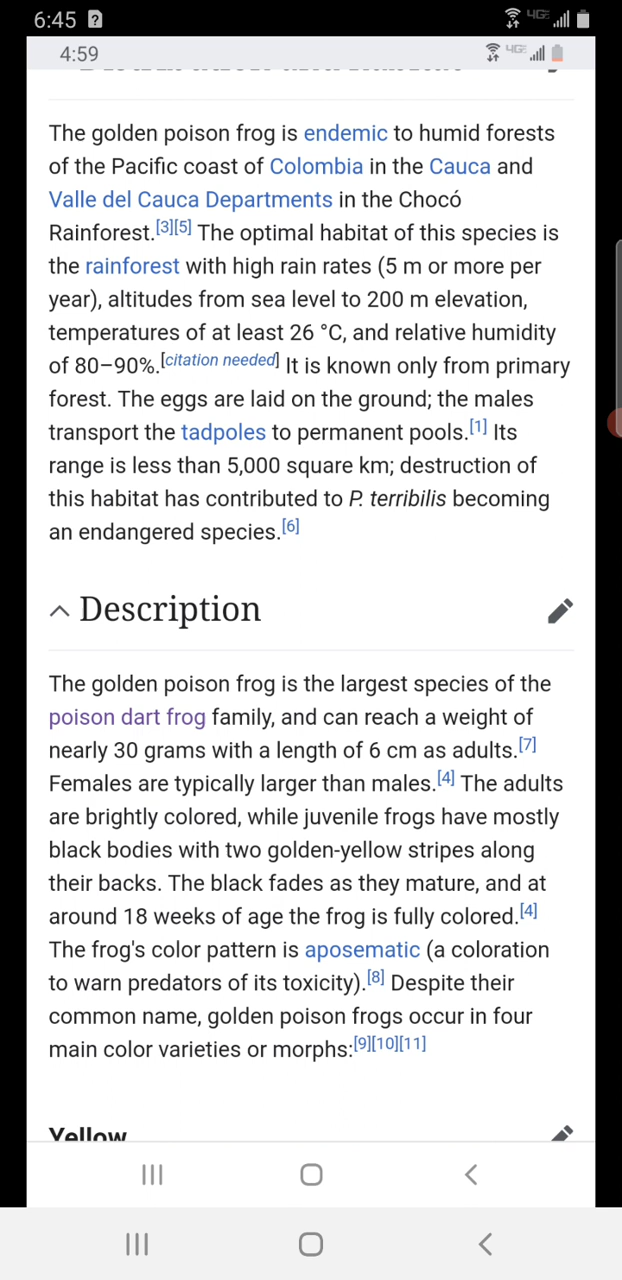 6:45
4G
4:59
4G
The golden poison frog is endemic to humid forests
of the Pacific coast of Colombia in the Cauca and
Valle del Cauca Departments in the Chocó
Rainforest.[3][5] The optimal habitat of this species is
the rainforest with high rain rates (5 m or more per
year), altitudes from sea level to 200 m elevation,
temperatures of at least 26 °C, and relative humidity
of 80–90%.[citation needed] It is known only from primary
forest. The eggs are laid on the ground; the males
transport the tadpoles to permanent pools.[1] Its
range is less than 5,000 square km; destruction of
this habitat has contributed to P. terribilis becoming
an endangered species.[6]
Description
The golden poison frog is the largest species of the
poison dart frog family, and can reach a weight of
nearly 30 grams with a length of 6 cm as adults.[7]
Females are typically larger than males.[4] The adults
are brightly colored, while juvenile frogs have mostly
black bodies with two golden-yellow stripes along
their backs. The black fades as they mature, and at
around 18 weeks of age the frog is fully colored.[4]
The frog's color pattern is aposematic (a coloration
to warn predators of its toxicity).[8] Despite their
common name, golden poison frogs occur in four
main color varieties or morphs:[9][10][11]
Yellow